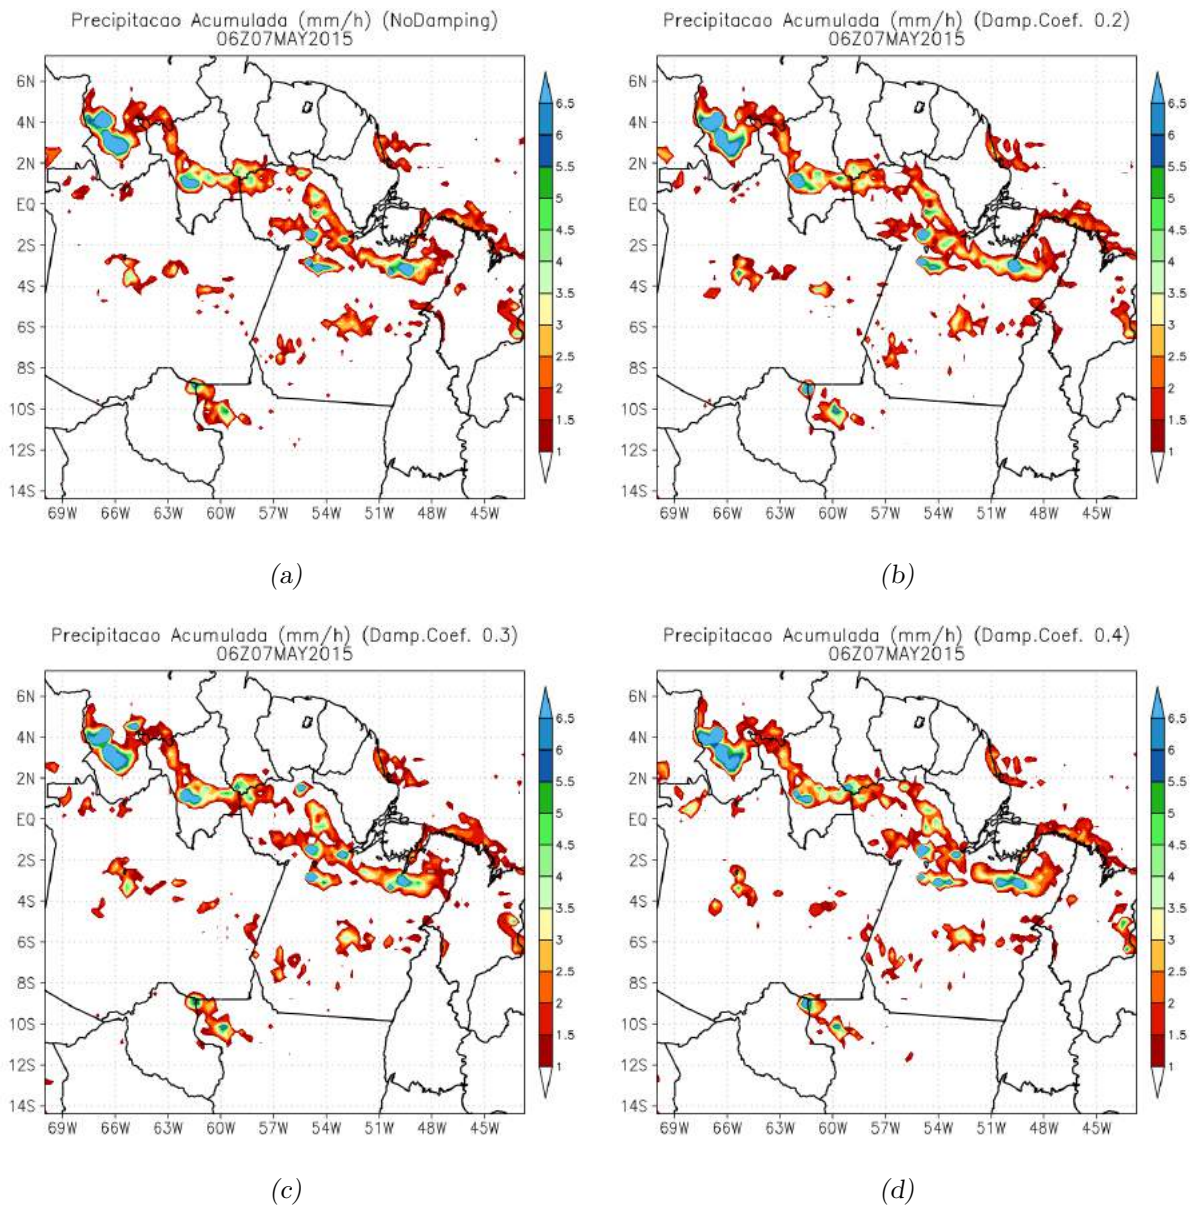 Precipitacao Acumulada (mm/h) (NoDamping)
06Z07MAY2015
6N
4N
2N
EQ
2S
4S
6S
8S
10S
12S
14S
69W 66W 63W 60W 57W 54W 51W 48W 45W
6.5
6
5.5
5
4.5
4
3.5
3
2.5
2
1.5
1
(a)
Precipitacao Acumulada (mm/h) (Damp.Coef. 0.2)
06Z07MAY2015
6N
4N
2N
EQ
2S
4S
6S
8S
10S
12S
14S
69W 66W 63W 60W 57W 54W 51W 48W 45W
6.5
6
5.5
5
4.5
4
3.5
3
2.5
2
1.5
1
(b)
Precipitacao Acumulada (mm/h) (Damp.Coef. 0.3)
06Z07MAY2015
6N
4N
2N
EQ
2S
4S
6S
8S
10S
12S
14S
69W 66W 63W 60W 57W 54W 51W 48W 45W
6.5
6
5.5
5
4.5
4
3.5
3
2.5
2
1.5
1
(c)
Precipitacao Acumulada (mm/h) (Damp.Coef. 0.4)
06Z07MAY2015
6N
4N
2N
EQ
2S
4S
6S
8S
10S
12S
14S
69W 66W 63W 60W 57W 54W 51W 48W 45W
6.5
6
5.5
5
4.5
4
3.5
3
2.5
2
1.5
1
(d)